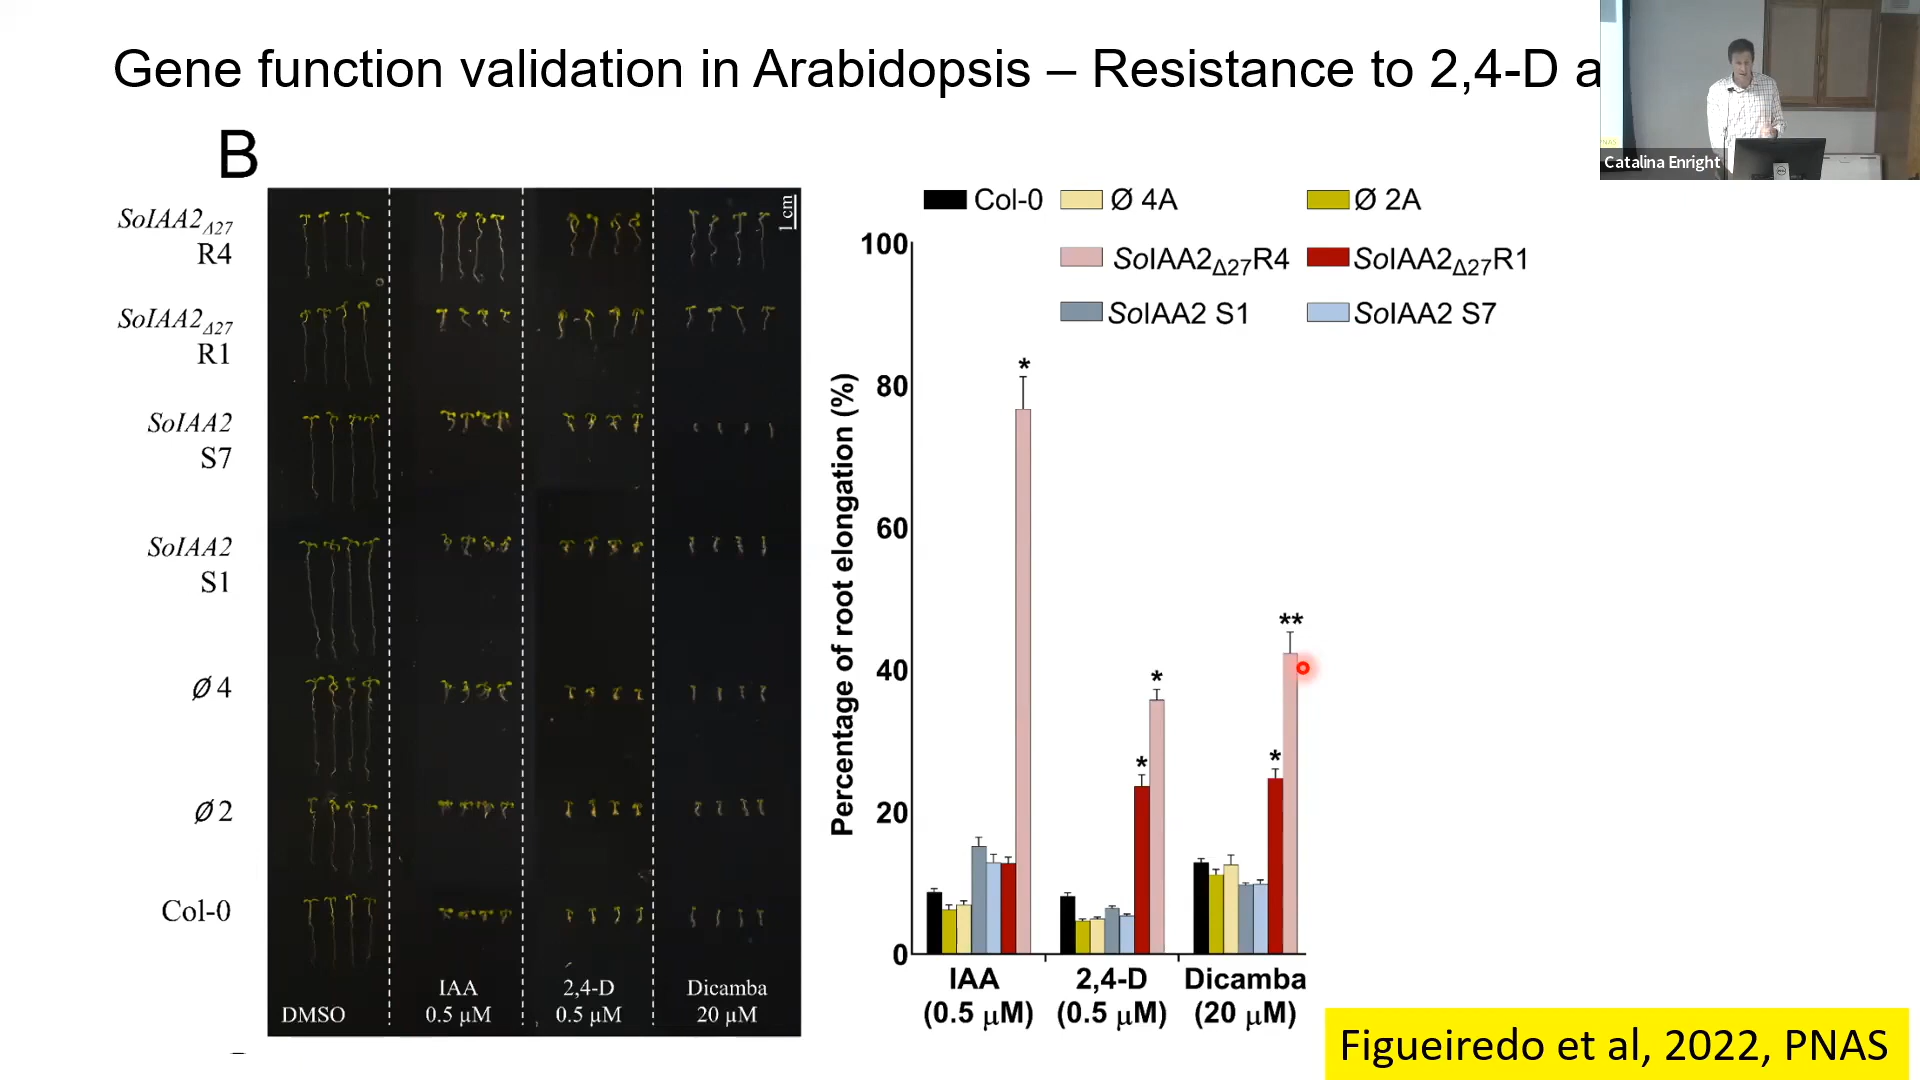 Gene function validation in Arabidopsis – Resistance to 2,4-D a
Catalina Enright
B
SoIAA2Δ27
R4
SoIAA2Δ27
R1
SoIAA2
S7
SoIAA2
S1
Ø 4
Ø 2
Col-0
1 cm
DMSO
IAA
0.5 µM
2,4-D
0.5 µM
Dicamba
20 µM
Col-0
Ø 4A
Ø 2A
SoIAA2Δ27R4
SoIAA2Δ27R1
SoIAA2 S1
SoIAA2 S7
Percentage of root elongation (%)
100
80
60
40
20
0
*
*
*
*
**
IAA
(0.5 µM)
2,4-D
(0.5 µM)
Dicamba
(20 µM)
Figueiredo et al, 2022, PNAS